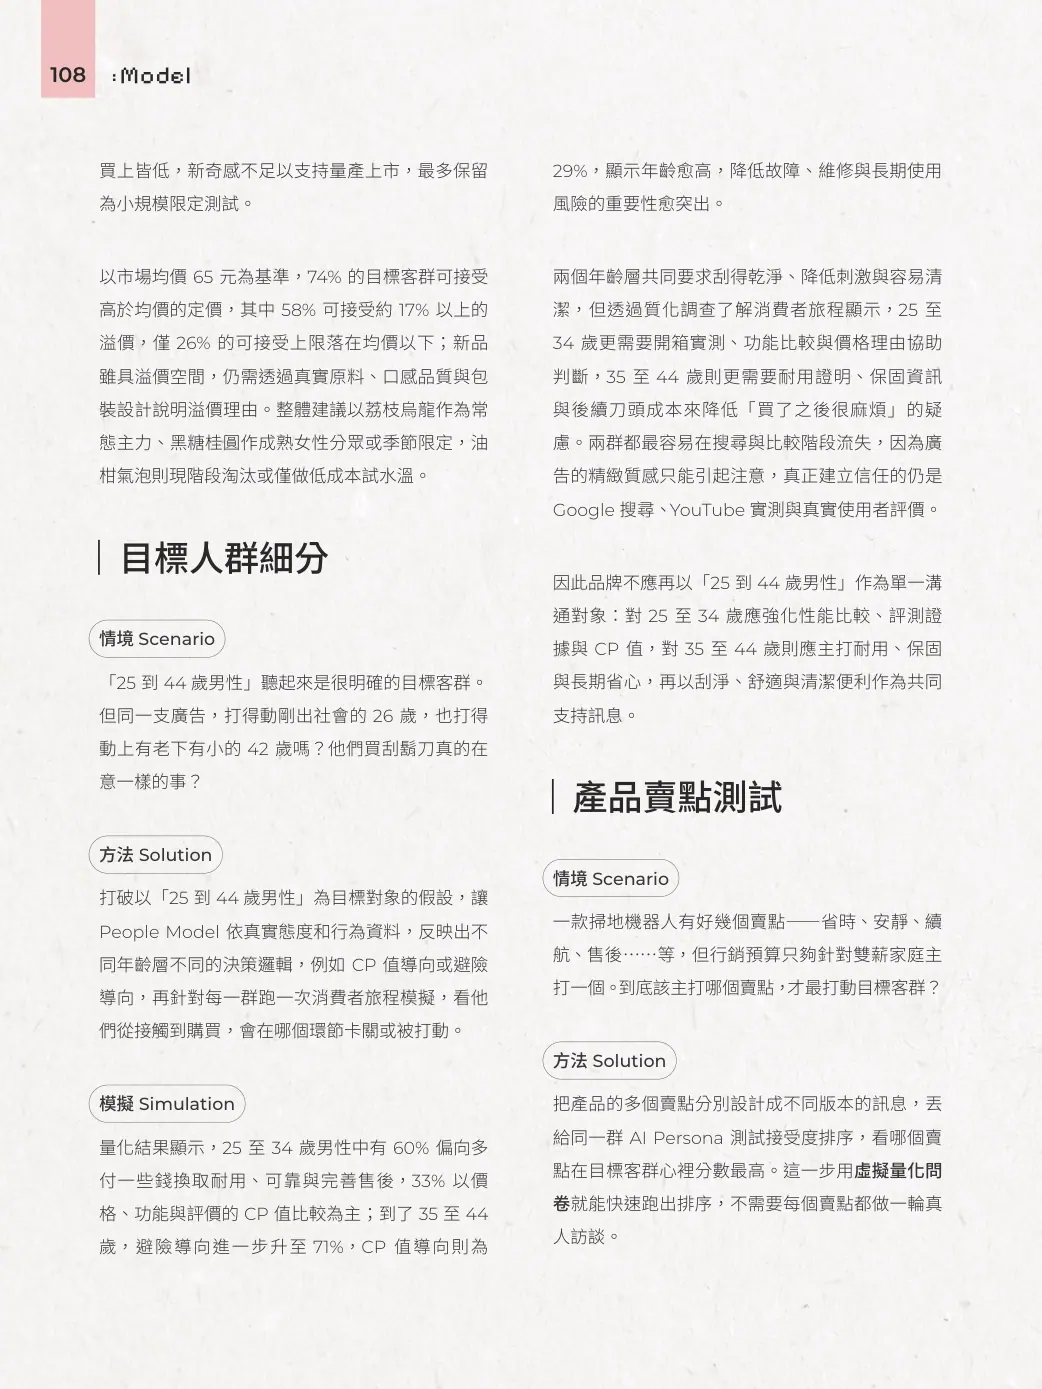 108
:Model
買上皆低，新奇感不足以支持量產上市，最多保留
為小規模限定測試。
以市場均價 65 元為基準，74% 的目標客群可接受
高於均價的定價，其中 58% 可接受約 17% 以上的
溢價，僅 26% 的可接受上限落在均價以下；新品
雖具溢價空間，仍需透過真實原料、口感品質與包
裝設計說明溢價理由。整體建議以荔枝烏龍作為常
態主力、黑糖桂圓作成熟女性分眾或季節限定，油
柑氣泡則現階段淘汰或僅做低成本試水溫。
目標人群細分
情境 Scenario
「25 到 44 歲男性」聽起來是很明確的目標客群。
但同一支廣告，打得動剛出社會的 26 歲，也打得
動上有老下有小的 42 歲嗎？他們買刮鬍刀真的在
意一樣的事？
方法 Solution
打破以「25 到 44 歲男性」為目標對象的假設，讓
People Model 依真實態度和行為資料，反映出不
同年齡層不同的決策邏輯，例如 CP 值導向或避險
導向，再針對每一群跑一次消費者旅程模擬，看他
們從接觸到購買，會在哪個環節卡關或被打動。
模擬 Simulation
量化結果顯示，25 至 34 歲男性中有 60% 偏向多
付一些錢換取耐用、可靠與完善售後，33% 以價
格、功能與評價的 CP 值比較為主；到了 35 至 44
歲，避險導向進一步升至 71%，CP 值導向則為
29%，顯示年齡愈高，降低故障、維修與長期使用
風險的重要性愈突出。
兩個年齡層共同要求刮得乾淨、降低刺激與容易清
潔，但透過質化調查了解消費者旅程顯示，25 至
34 歲更需要開箱實測、功能比較與價格理由協助
判斷，35 至 44 歲則更需要耐用證明、保固資訊
與後續刀頭成本來降低「買了之後很麻煩」的疑
慮。兩群都最容易在搜尋與比較階段流失，因為廣
告的精緻質感只能引起注意，真正建立信任的仍是
Google 搜尋、YouTube 實測與真實使用者評價。
因此品牌不應再以「25 到 44 歲男性」作為單一溝
通對象：對 25 至 34 歲應強化性能比較、評測證
據與 CP 值，對 35 至 44 歲則應主打耐用、保固
與長期省心，再以刮淨、舒適與清潔便利作為共同
支持訊息。
產品賣點測試
情境 Scenario
一款掃地機器人有好幾個賣點——省時、安靜、續
航、售後⋯⋯等，但行銷預算只夠針對雙薪家庭主
打一個。到底該主打哪個賣點，才最打動目標客群？
方法 Solution
把產品的多個賣點分別設計成不同版本的訊息，丟
給同一群 AI Persona 測試接受度排序，看哪個賣
點在目標客群心裡分數最高。這一步用虛擬量化問
卷就能快速跑出排序，不需要每個賣點都做一輪真
人訪談。